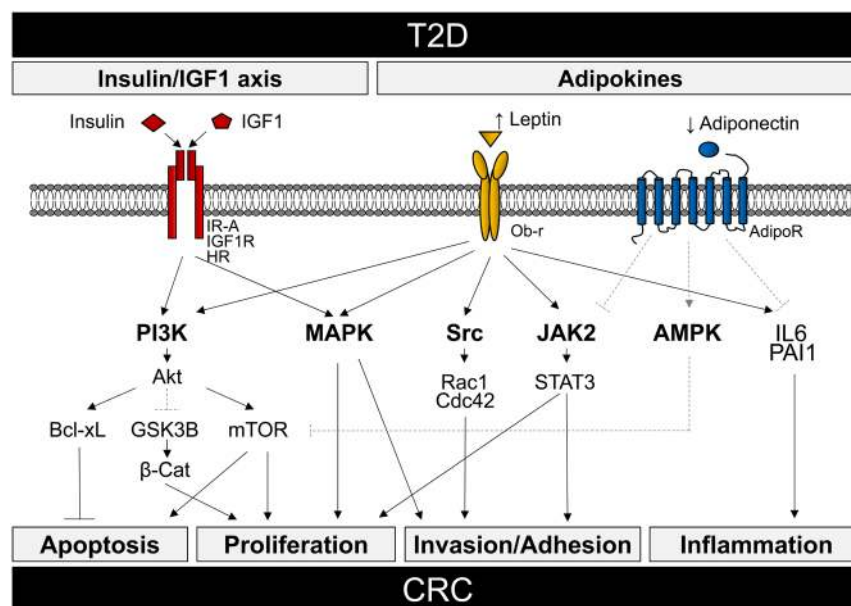 T2D
Insulin/IGF1 axis
Adipokines
Insulin
IGF1
↑ Leptin
↓ Adiponectin
IR-A
IGF1R
HR
Ob-r
AdipoR
PI3K
MAPK
Src
JAK2
AMPK
IL6
PAI1
Akt
Rac1
Cdc42
STAT3
Bcl-xL
GSK3B
mTOR
β-Cat
Apoptosis
Proliferation
Invasion/Adhesion
Inflammation
CRC